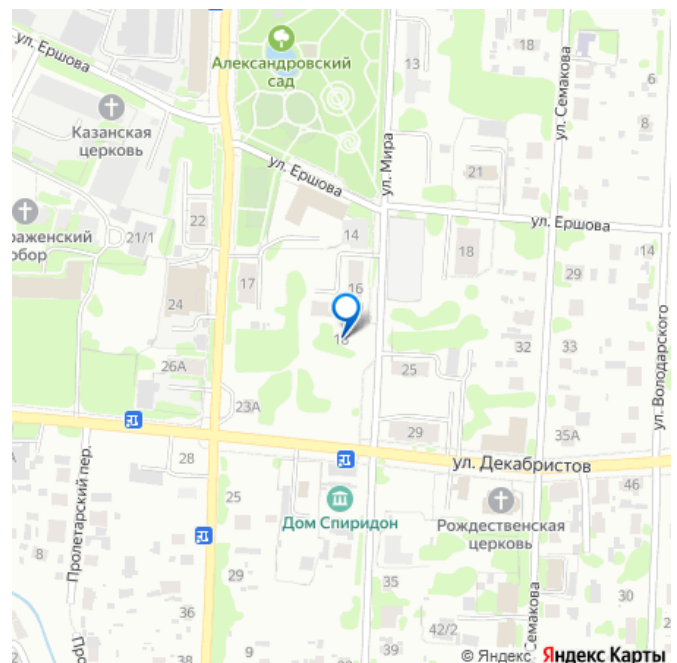 ул. Ершова
Александровский
сад
13
ул. Семакова
18
6
8
Казанская
церковь
ул. Мира
ул. Ершова
21
ул. Ершова
22
раженский
обор
21/1
14
18
14
17
16
29
24
18
32
33
ул. Володарского
26А
25
23А
29
35А
28
ул. Декабристов
46
Пролетарский пер.
25
Дом Спиридон
Рождественская
церковь
8
29
35
30
36
42/2
ул. Семакова
9
© Яндекс Яндекс Карты